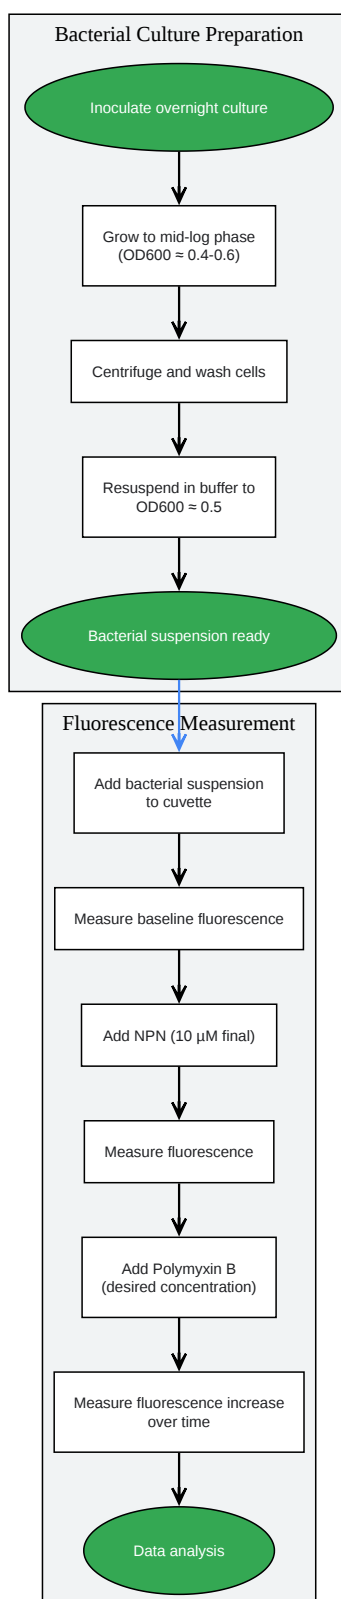 Bacterial Culture Preparation
Inoculate overnight culture
Grow to mid-log phase
(OD600 ≈ 0.4-0.6)
Centrifuge and wash cells
Resuspend in buffer to
OD600 ≈ 0.5
Bacterial suspension ready
Fluorescence Measurement
Add bacterial suspension
to cuvette
Measure baseline fluorescence
Add NPN (10 µM final)
Measure fluorescence
Add Polymyxin B
(desired concentration)
Measure fluorescence increase
over time
Data analysis